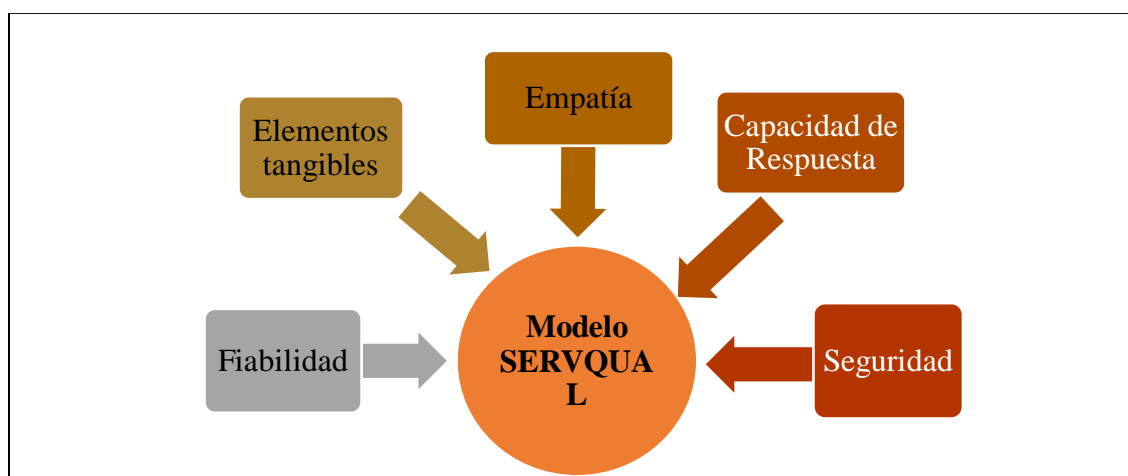 Empatía
Elementos
tangibles
Capacidad de
Respuesta
Fiabilidad
Modelo
SERVQUA
L
Seguridad